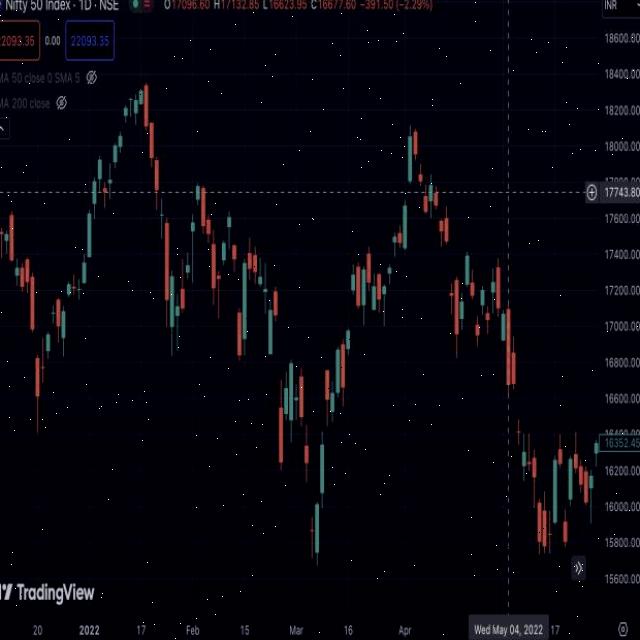 Nifty 50 Index · 1D · NSE O17096.60 H17132.85 L16623.95 C16677.60 −391.50 (−2.29%) INR
22093.35 0.00 22093.35
MA 50 close 0 SMA 5
MA 200 close
18600.00
18400.00
18200.00
18000.00
17743.80
17600.00
17400.00
17200.00
17000.00
16800.00
16600.00
16352.45
16200.00
16000.00
15800.00
15600.00
TradingView
20 2022 17 Feb 15 Mar 16 Apr Wed May 04, 2022 17